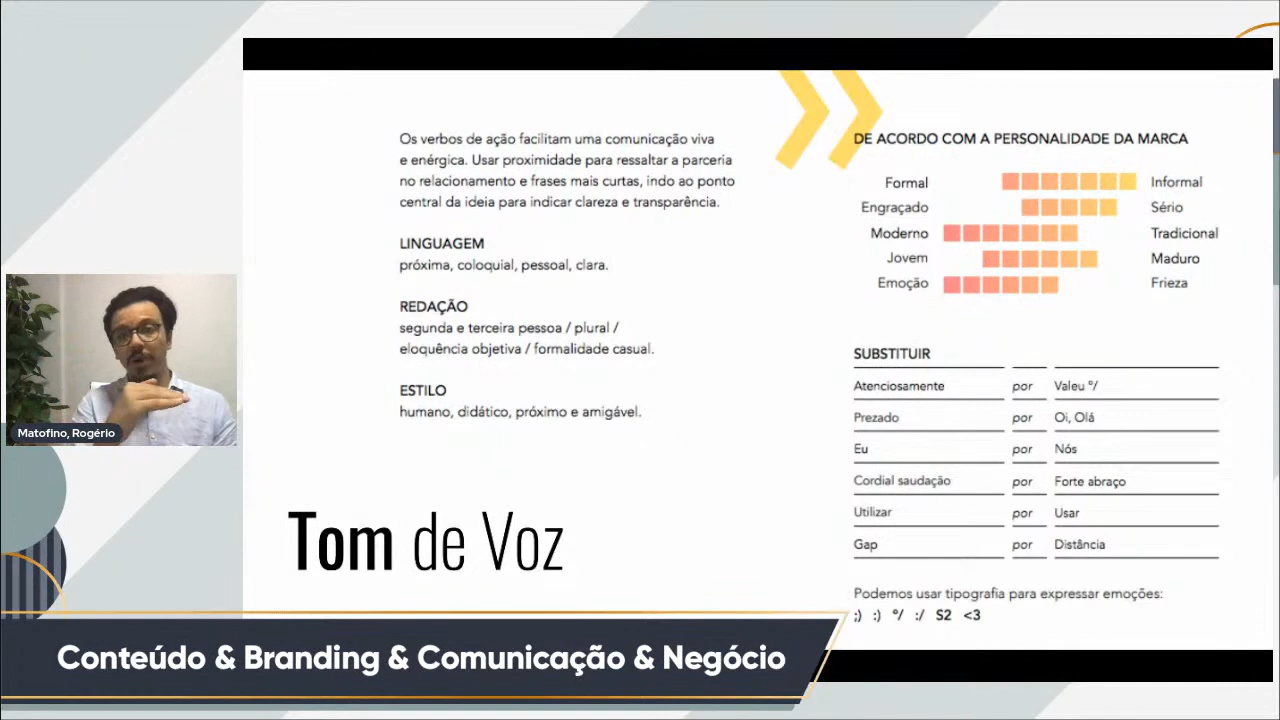 Os verbos de ação facilitam uma comunicação viva
e enérgica. Usar proximidade para ressaltar a parceria
no relacionamento e frases mais curtas, indo ao ponto
central da ideia para indicar clareza e transparência.
LINGUAGEM
próxima, coloquial, pessoal, clara.
REDAÇÃO
segunda e terceira pessoa / plural /
eloquência objetiva / formalidade casual.
ESTILO
humano, didático, próximo e amigável.
Tom de Voz
DE ACORDO COM A PERSONALIDADE DA MARCA
Formal Informal
Engraçado Sério
Moderno Tradicional
Jovem Maduro
Emoção Frieza
SUBSTITUIR
Atenciosamente por Valeu º/
Prezado por Oi, Olá
Eu por Nós
Cordial saudação por Forte abraço
Utilizar por Usar
Gap por Distância
Podemos usar tipografia para expressar emoções:
;) :) º/ :/ S2 <3
Matofino, Rogério
Conteúdo & Branding & Comunicação & Negócio